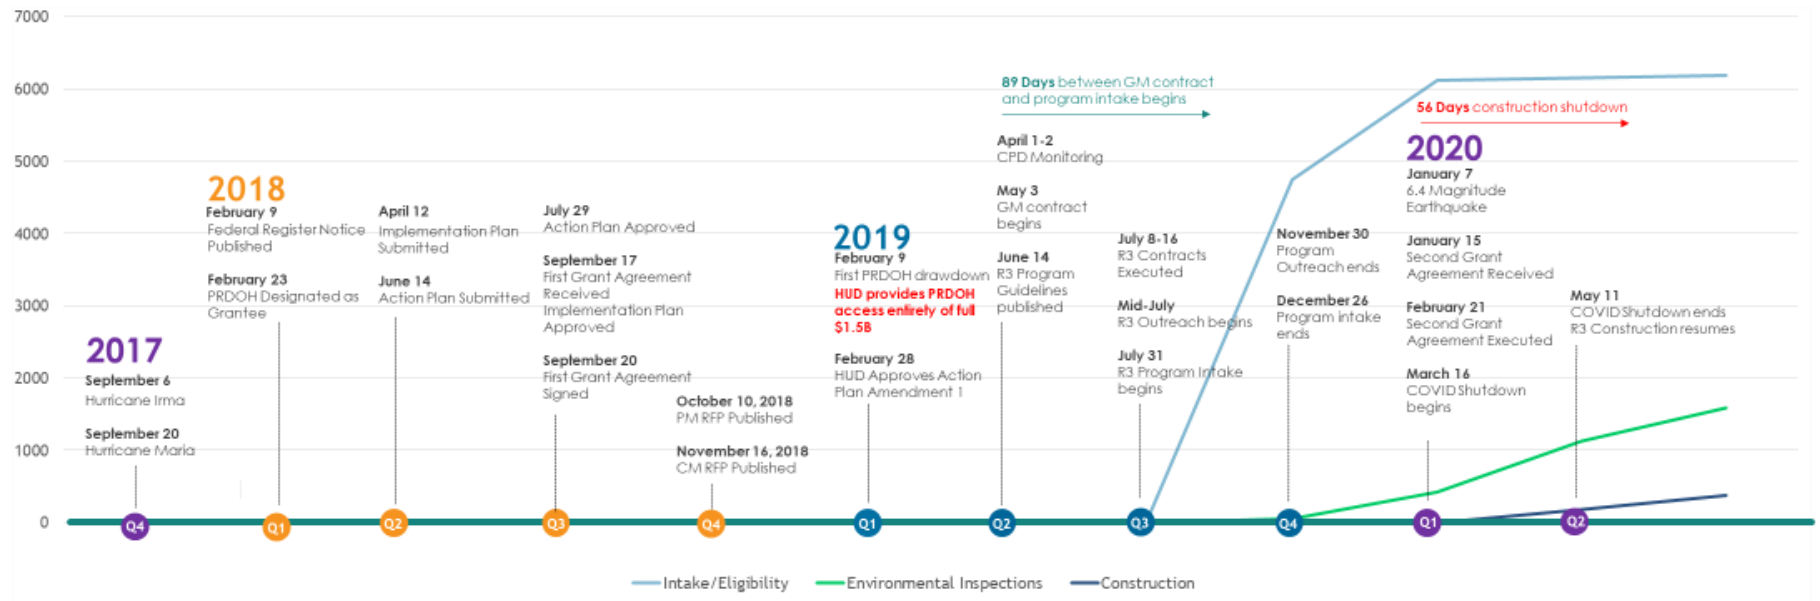 7000
6000
5000
4000
3000
2000
1000
0
2017
September 6
Hurricane Irma
September 20
Hurricane Maria
2018
February 9
Federal Register Notice
Published
February 23
PRDOH Designated as
Grantee
April 12
Implementation Plan
Submitted
June 14
Action Plan Submitted
July 29
Action Plan Approved
September 17
First Grant Agreement
Received
Implementation Plan
Approved
September 20
First Grant Agreement
Signed
October 10, 2018
PM RFP Published
November 16, 2018
CM RFP Published
2019
February 9
First PRDOH drawdown
HUD provides PRDOH
access entirety of full
$1.5B
February 28
HUD Approves Action
Plan Amendment 1
89 Days between GM contract
and program intake begins
April 1-2
CPD Monitoring
May 3
GM contract
begins
June 14
R3 Program
Guidelines
published
July 8-16
R3 Contracts
Executed
Mid-July
R3 Outreach begins
July 31
R3 Program Intake
begins
November 30
Program
Outreach ends
December 26
Program intake
ends
56 Days construction shutdown
2020
January 7
6.4 Magnitude
Earthquake
January 15
Second Grant
Agreement Received
February 21
Second Grant
Agreement Executed
March 16
COVID Shutdown
begins
May 11
COVID Shutdown ends
R3 Construction resumes
Q4
Q1
Q2
Q3
Q4
Q1
Q2
Q3
Q4
Q1
Q2
Intake/Eligibility
Environmental Inspections
Construction